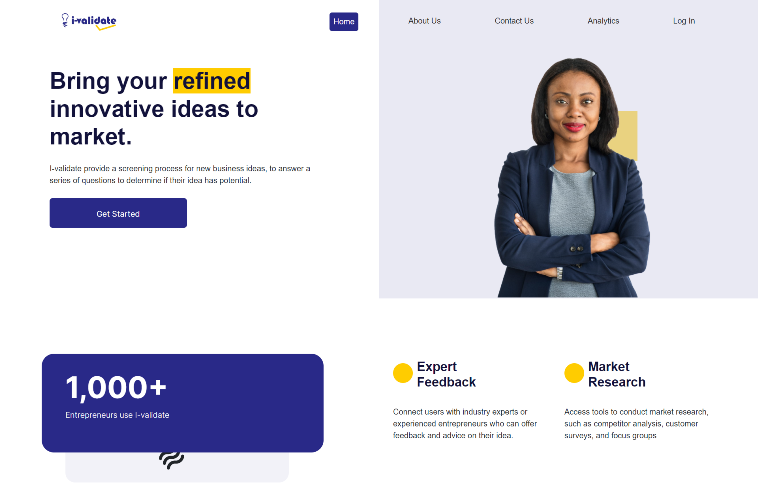 i-validate
Home
About Us
Contact Us
Analytics
Log In
Bring your refined
innovative ideas to
market.
I-validate provide a screening process for new business ideas, to answer a
series of questions to determine if their idea has potential.
Get Started
1,000+
Entrepreneurs use I-validate
Expert
Feedback
Connect users with industry experts or
experienced entrepreneurs who can offer
feedback and advice on their idea.
Market
Research
Access tools to conduct market research,
such as competitor analysis, customer
surveys, and focus groups